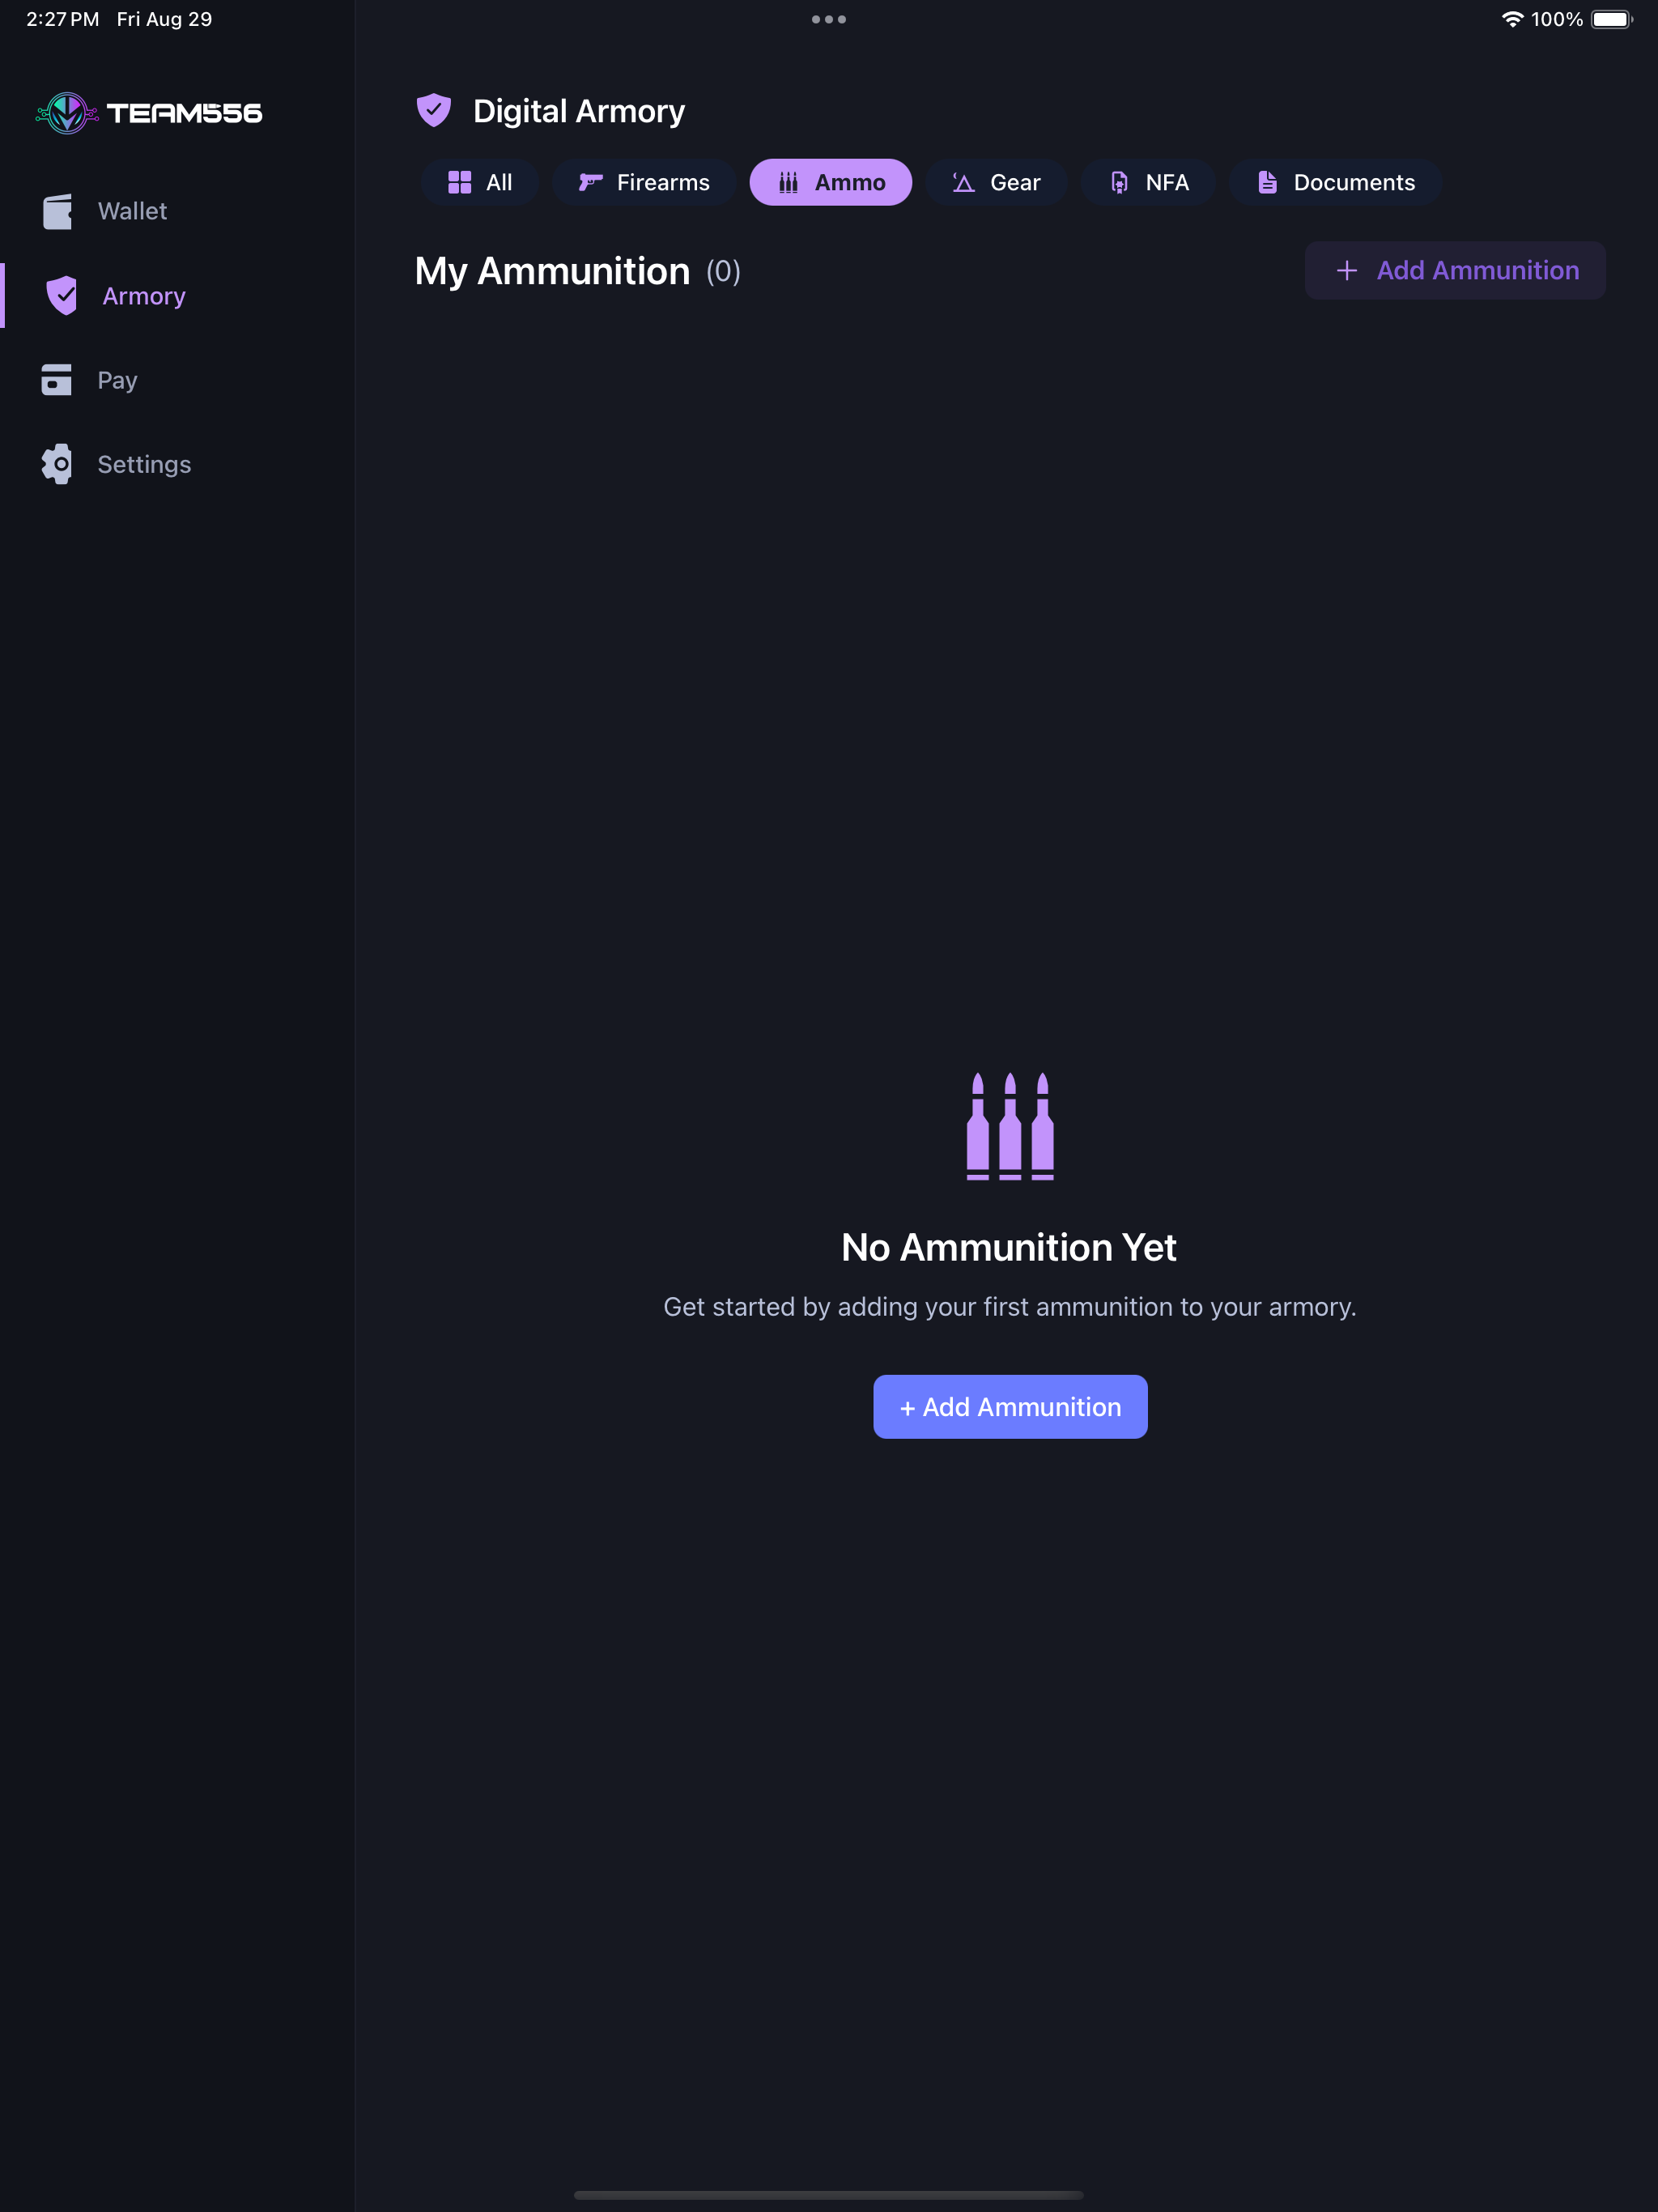 2:27 PM Fri Aug 29
100%
TEAM556
Wallet
Armory
Pay
Settings
Digital Armory
All Firearms Ammo Gear NFA Documents
My Ammunition (0)
+ Add Ammunition
No Ammunition Yet
Get started by adding your first ammunition to your armory.
+ Add Ammunition